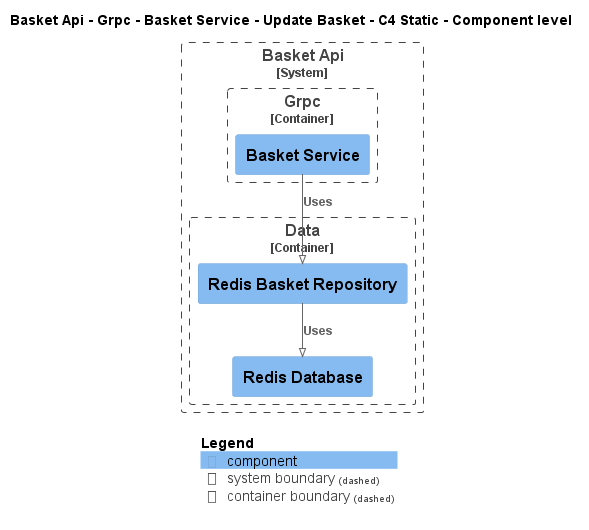 Basket Api - Grpc - Basket Service - Update Basket - C4 Static - Component level
Basket Api
[System]
Grpc
[Container]
Basket Service
Uses
Data
[Container]
Redis Basket Repository
Uses
Redis Database
Legend
component
system boundary (dashed)
container boundary (dashed)